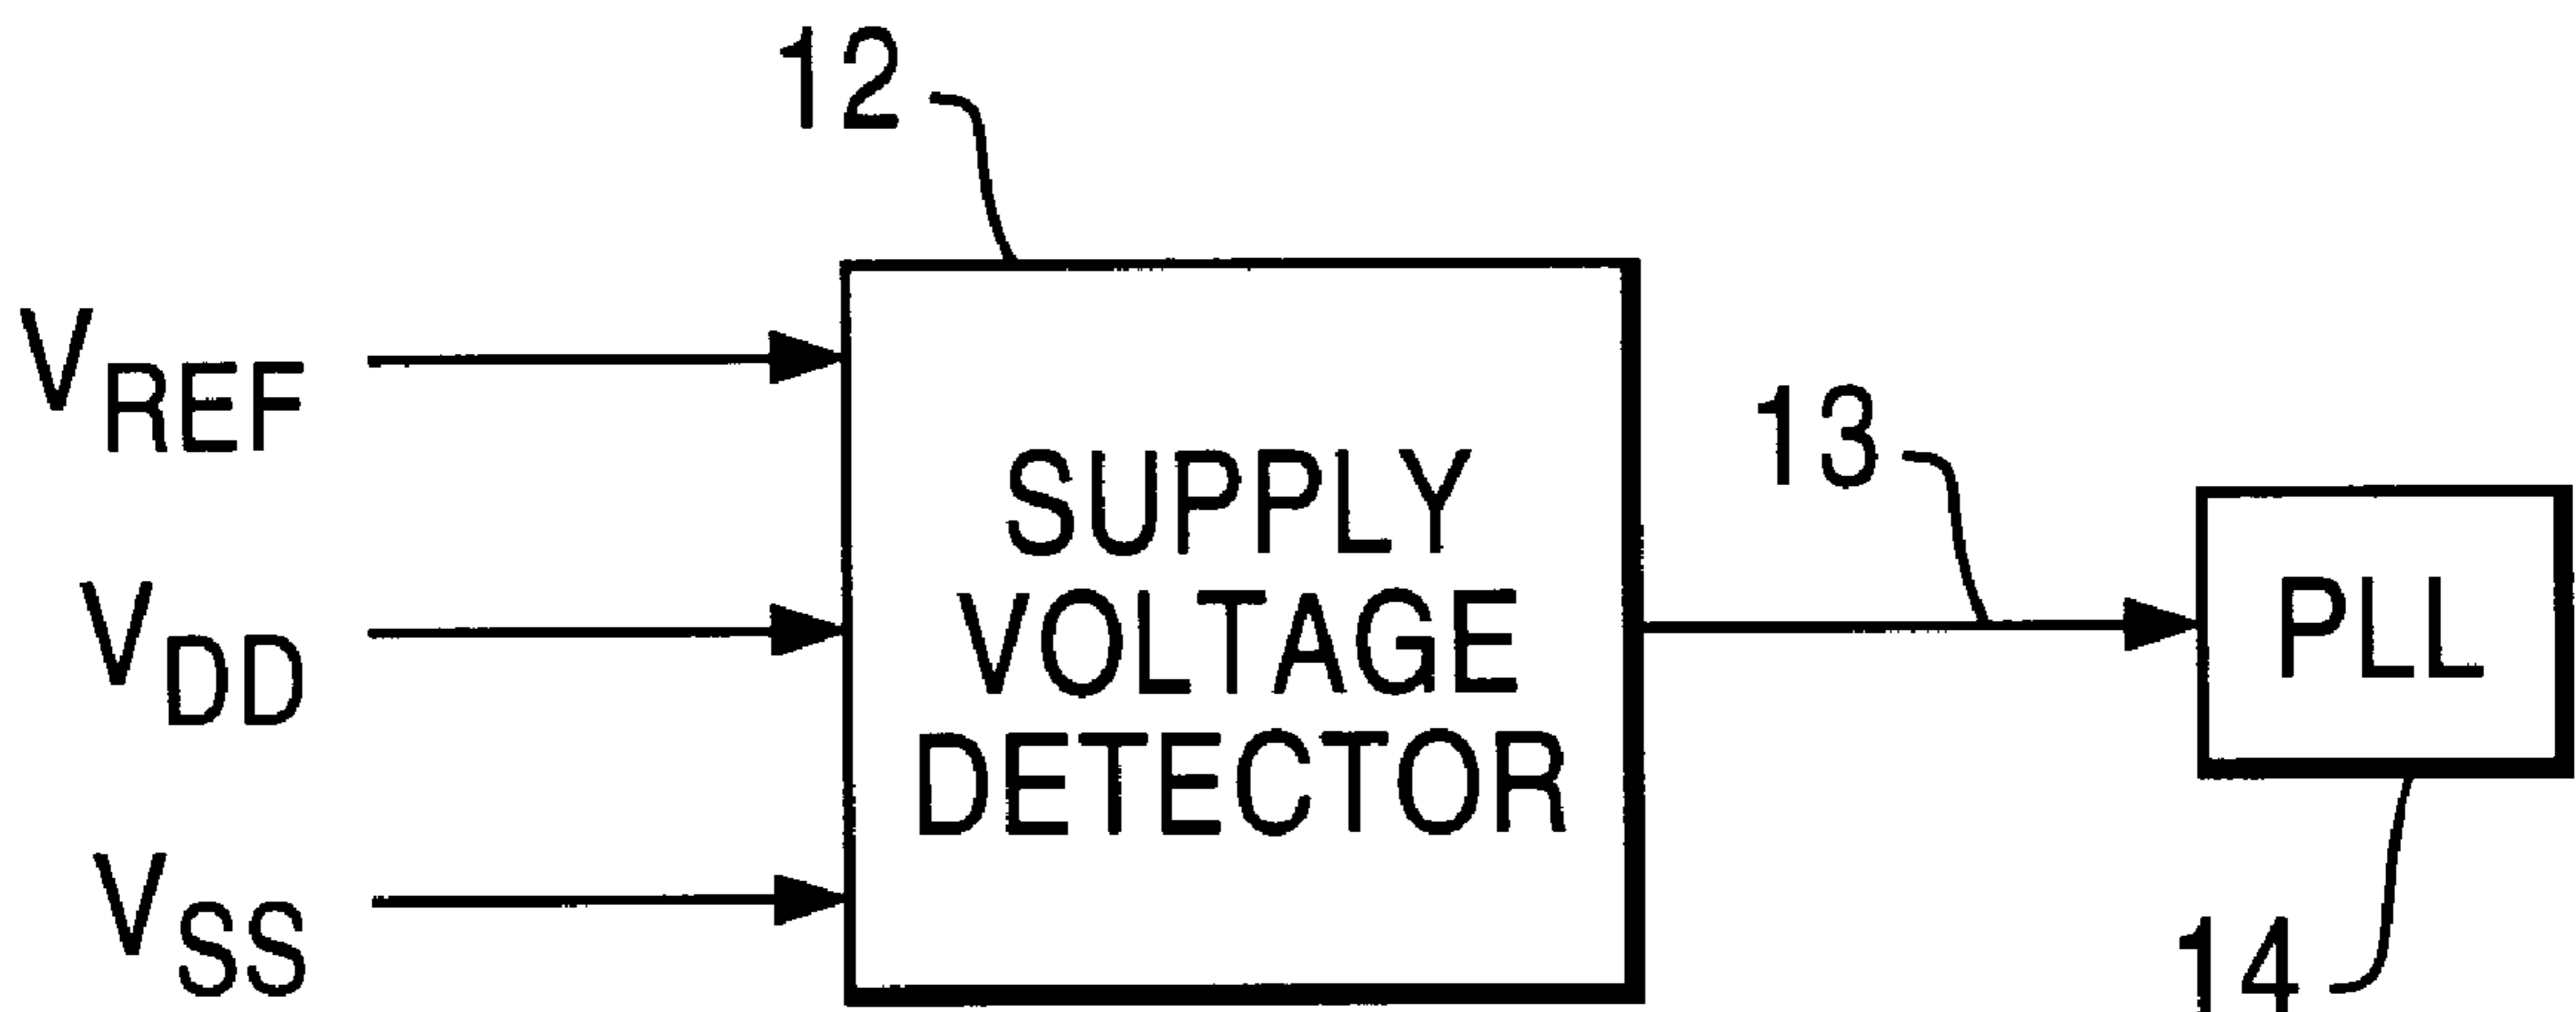 12
VREF
13
SUPPLY
VOLTAGE
DETECTOR
VDD
PLL
VSS
14